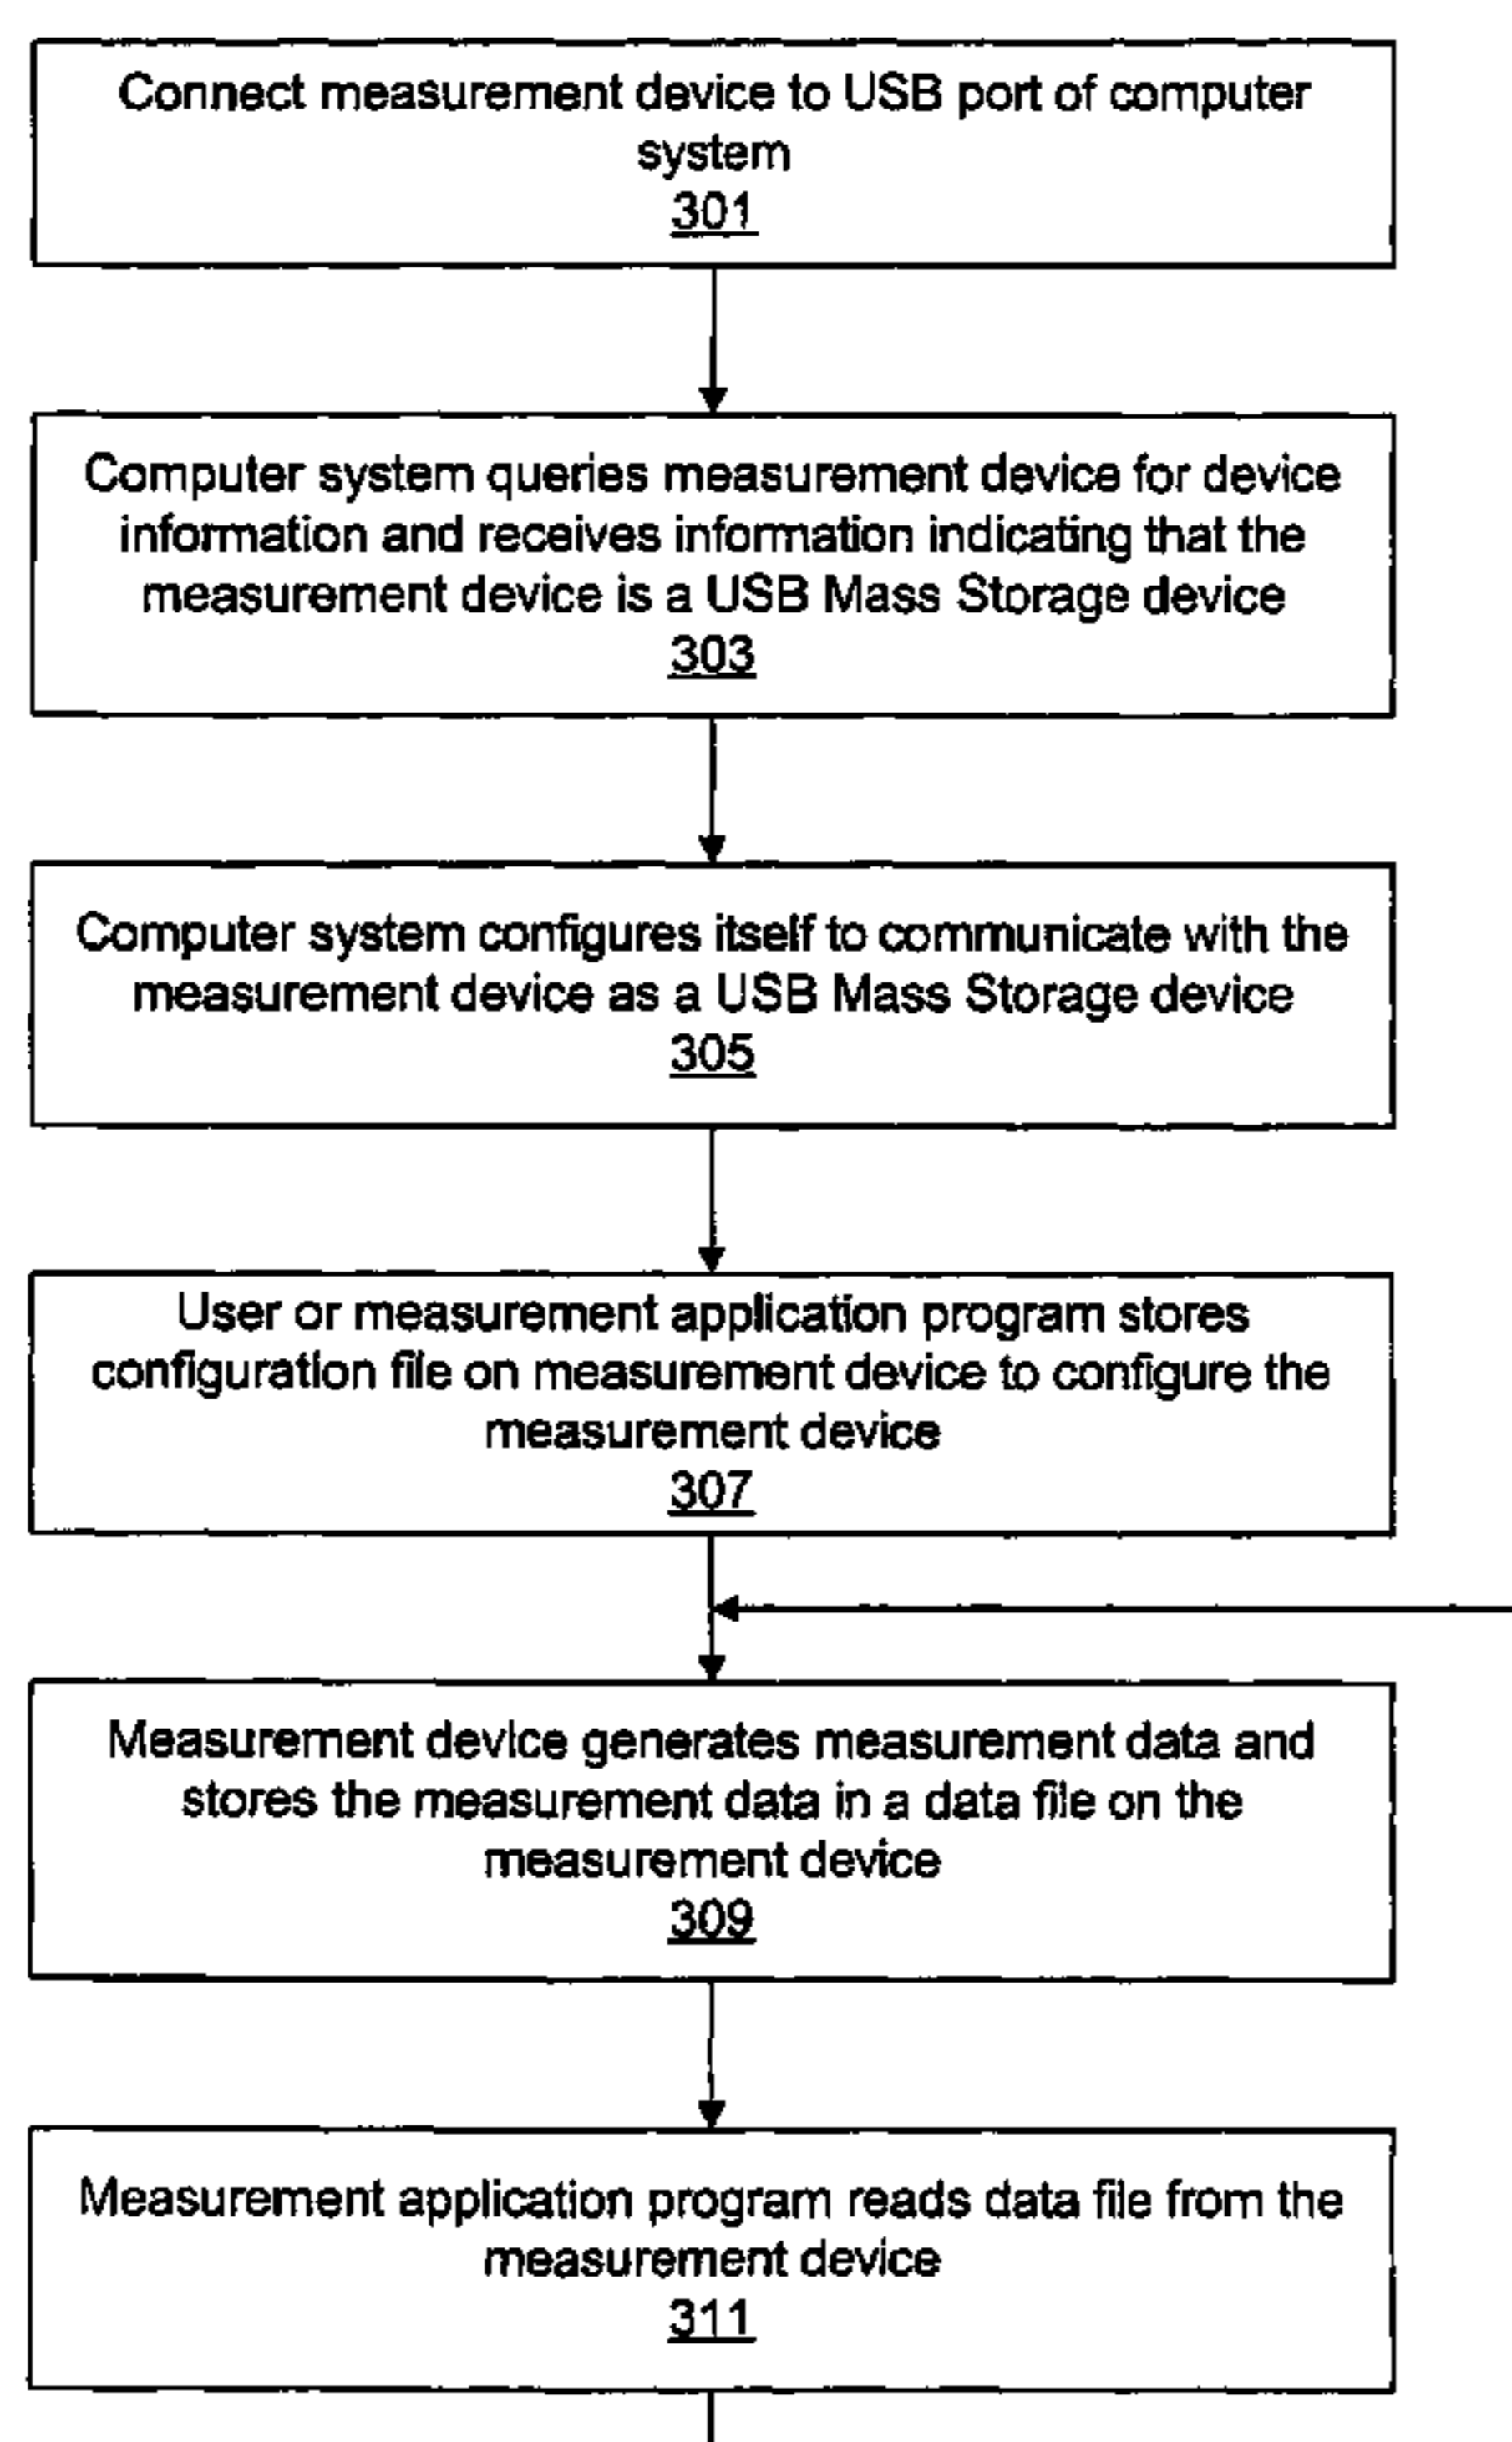 Connect measurement device to USB port of computer
system
301
Computer system queries measurement device for device
information and receives information indicating that the
measurement device is a USB Mass Storage device
303
Computer system configures itself to communicate with the
measurement device as a USB Mass Storage device
305
User or measurement application program stores
configuration file on measurement device to configure the
measurement device
307
Measurement device generates measurement data and
stores the measurement data in a data file on the
measurement device
309
Measurement application program reads data file from the
measurement device
311